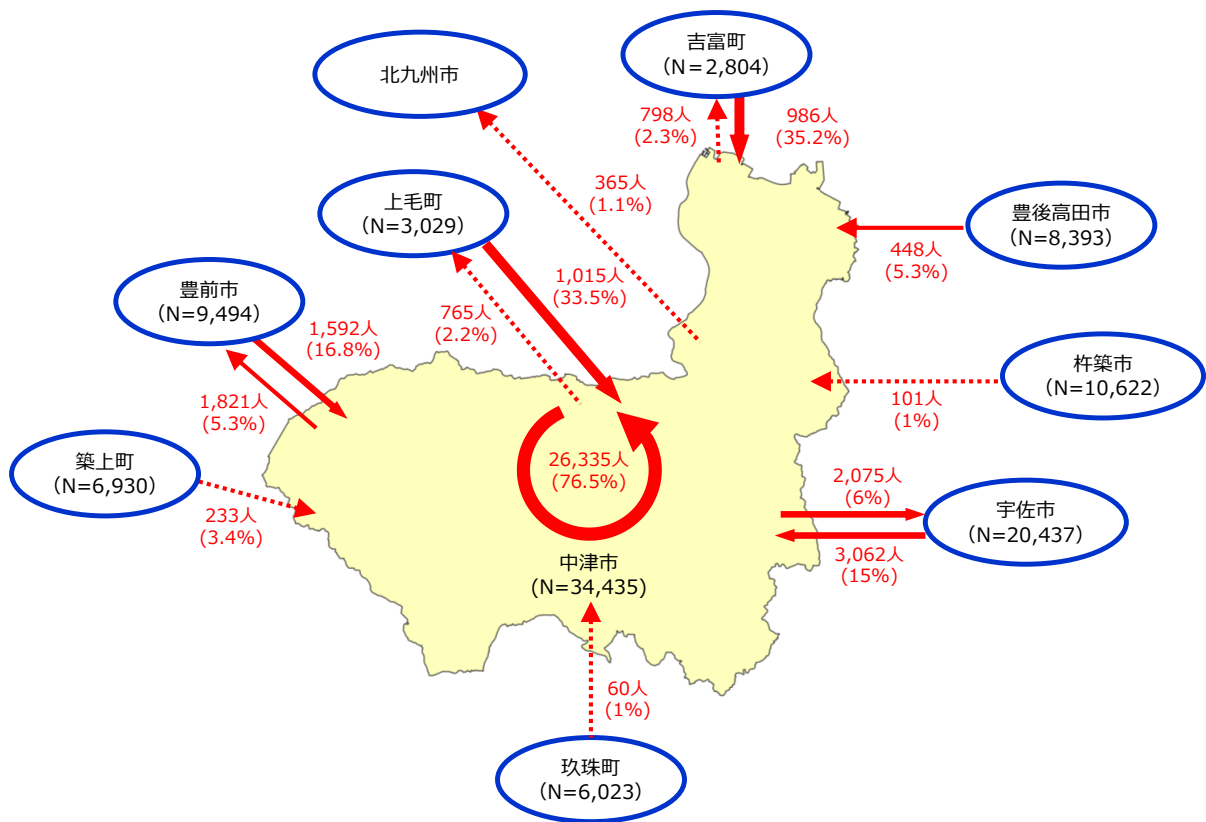 吉富町
（N=2,804)
北九州市
798人
(2.3%)
986人
(35.2%)
365人
(1.1%)
上毛町
（N=3,029)
豊後高田市
（N=8,393)
448人
(5.3%)
1,015人
(33.5%)
豊前市
（N=9,494)
765人
(2.2%)
1,592人
(16.8%)
杵築市
（N=10,622)
101人
(1%)
1,821人
(5.3%)
築上町
（N=6,930)
26,335人
(76.5%)
2,075人
(6%)
宇佐市
（N=20,437)
233人
(3.4%)
3,062人
(15%)
中津市
(N=34,435)
60人
(1%)
玖珠町
（N=6,023)